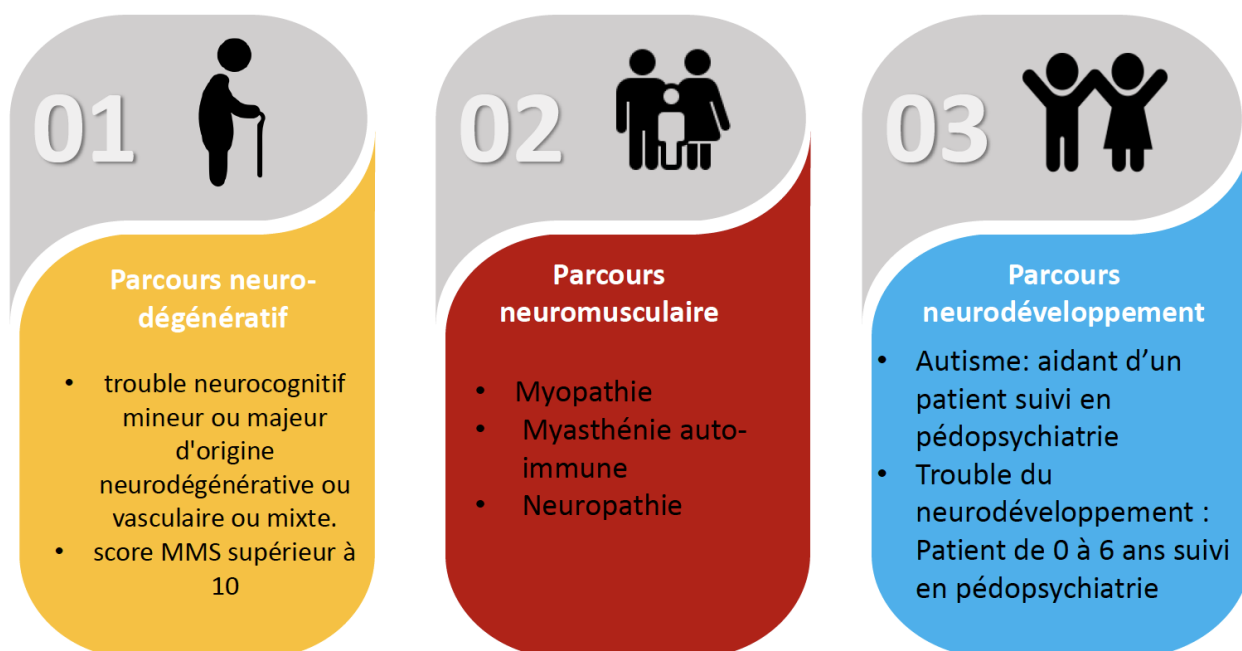 01
Parcours neuro-
dégénératif
• trouble neurocognitif
mineur ou majeur
d'origine
neurodégénérative ou
vasculaire ou mixte.
• score MMS supérieur à
10
02
Parcours
neuromusculaire
• Myopathie
• Myasthénie auto-
immune
• Neuropathie
03
Parcours
neurodéveloppement
• Autisme: aidant d’un
patient suivi en
pédopsychiatrie
• Trouble du
neurodéveloppement :
Patient de 0 à 6 ans suivi
en pédopsychiatrie